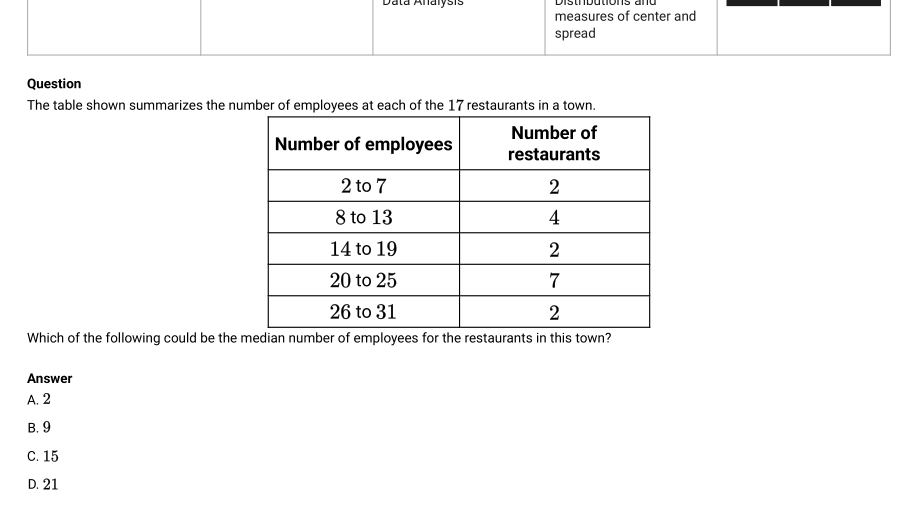 Data Analysis
Distributions and
measures of center and
spread
Question
The table shown summarizes the number of employees at each of the 17 restaurants in a town.
Number of employees Number of restaurants
2 to 7 2
8 to 13 4
14 to 19 2
20 to 25 7
26 to 31 2
Which of the following could be the median number of employees for the restaurants in this town?
Answer
A. 2
B. 9
C. 15
D. 21